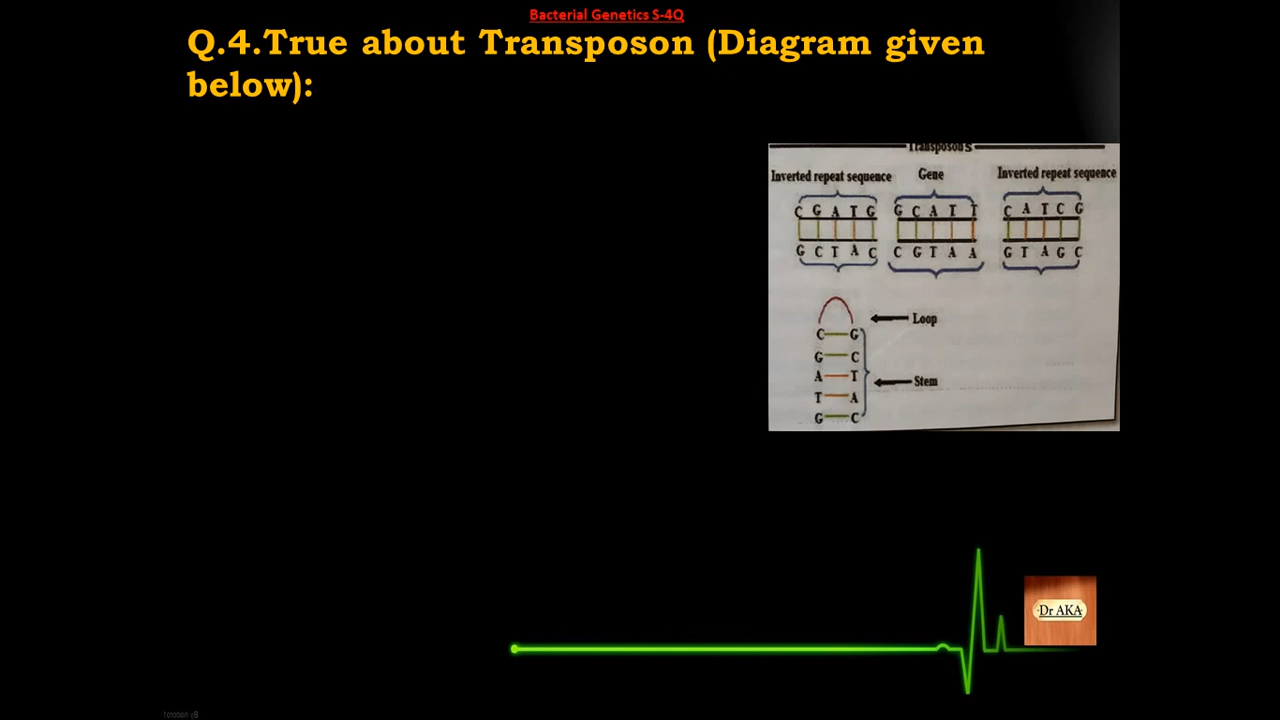 Bacterial Genetics S-4Q
Q.4.True about Transposon (Diagram given
below):
Transposons
Inverted repeat sequence Gene Inverted repeat sequence
C G A T G G C A T T C A T C G
G C T A C C G T A A G T A G C
Loop
C G
G C
A T
Stem
T A
G C
Dr AKA